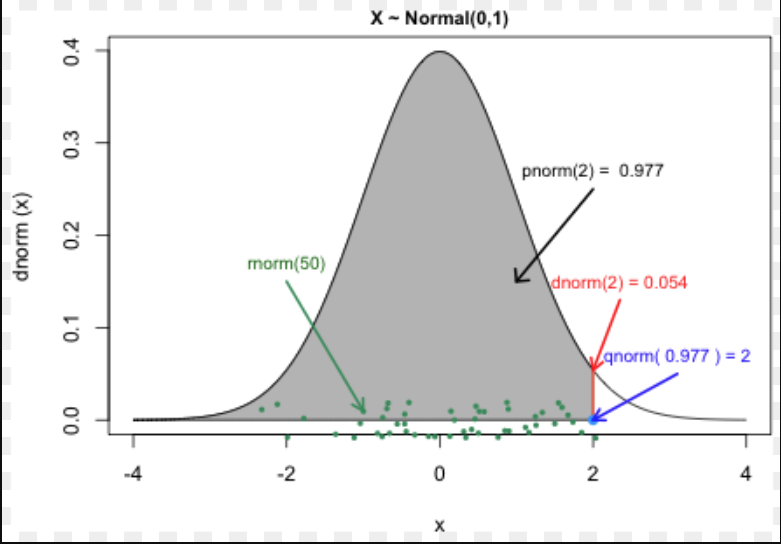 X ~ Normal(0,1)
0.4
0.3
0.2
0.1
0.0
dnorm (x)
pnorm(2) =  0.977
rnorm(50)
dnorm(2) = 0.054
qnorm( 0.977 ) = 2
-4
-2
0
2
4
x